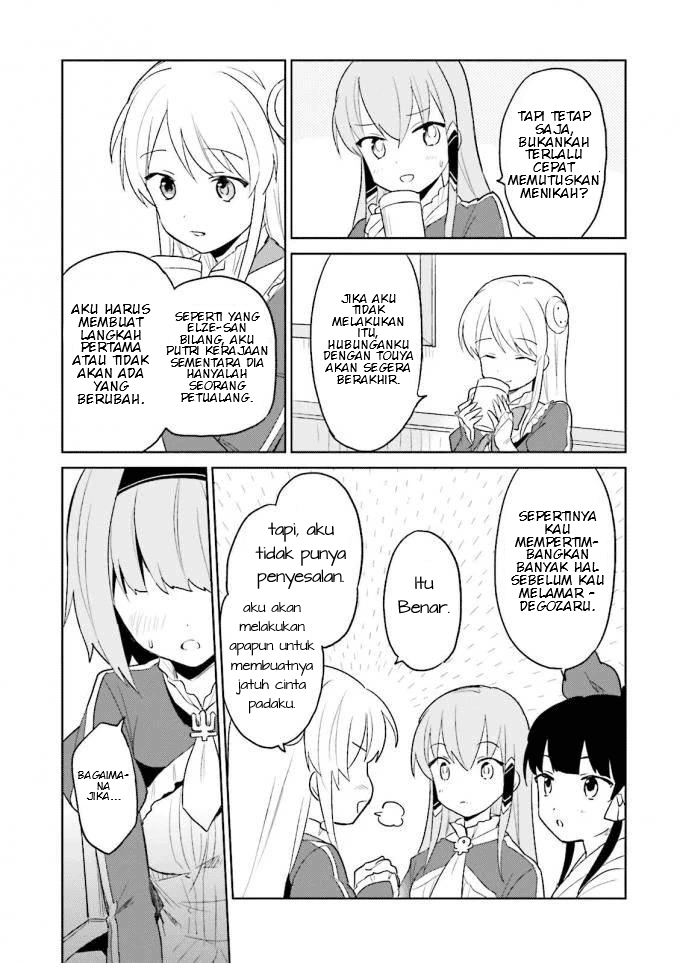 TAPI TETAP
SAJA,
BUKANKAH
TERLALU
CEPAT
MEMUTUSKAN
MENIKAH?
JIKA AKU
TIDAK
MELAKUKAN
ITU,
HUBUNGANKU
DENGAN TOUYA
AKAN SEGERA
BERAKHIR.
SEPERTI YANG
ELZE-SAN
BILANG, AKU
PUTRI KERAJAAN
SEMENTARA DIA
HANYALAH
SEORANG
PETUALANG.
AKU HARUS
MEMBUAT
LANGKAH
PERTAMA
ATAU TIDAK
AKAN ADA
YANG
BERUBAH.
SEPERTINYA
KAU
MEMPERTIM-
BANGKAN
BANYAK HAL
SEBELUM KAU
MELAMAR -
DEGOZARU.
Itu
Benar.
tapi, aku
tidak punya
penyesalan.
aku akan
melakukan
apapun untuk
membuatnya
jatuh cinta
padaku.
BAGAIMA-
NA
JIKA...